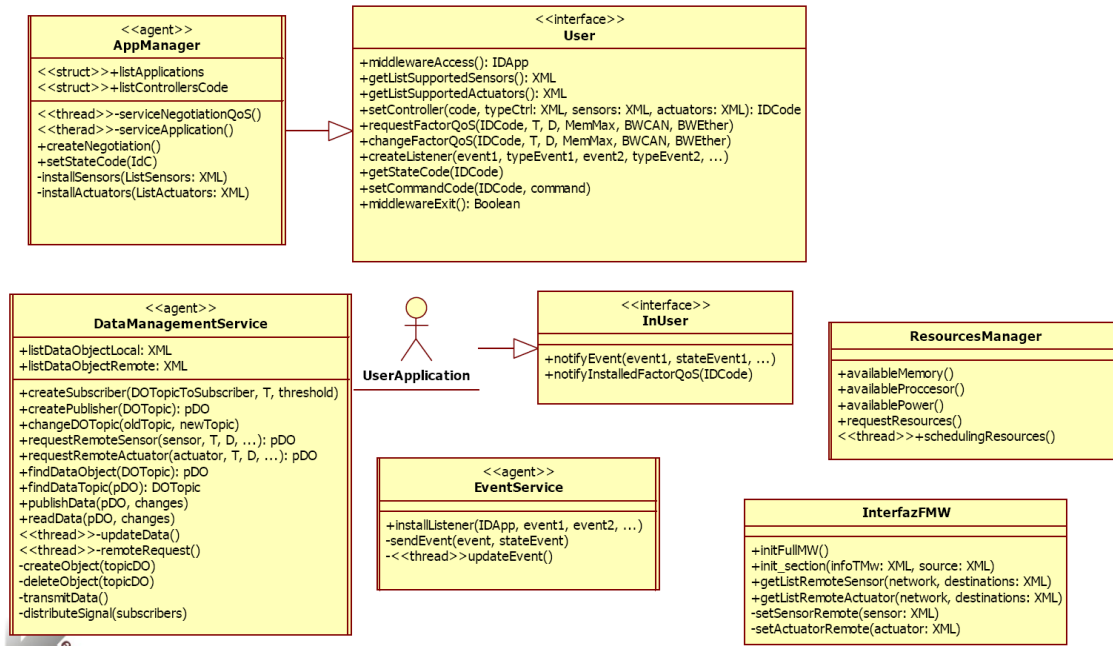 <<agent>>
AppManager
<<struct>>+listApplications
<<struct>>+listControllersCode
<<thread>>-serviceNegotiationQoS()
<<therad>>-serviceApplication()
+createNegotiation()
+setStateCode(IdC)
-installSensors(ListSensors: XML)
-installActuators(ListActuators: XML)
<<interface>>
User
+middlewareAccess(): IDApp
+getListSupportedSensors(): XML
+getListSupportedActuators(): XML
+setController(code, typeCtrl: XML, sensors: XML, actuators: XML): IDCode
+requestFactorQoS(IDCode, T, D, MemMax, BWCAN, BWEther)
+changeFactorQoS(IDCode, T, D, MemMax, BWCAN, BWEther)
+createListener(event1, typeEvent1, event2, typeEvent2, ...)
+getStateCode(IDCode)
+setCommandCode(IDCode, command)
+middlewareExit(): Boolean
<<agent>>
DataManagementService
+listDataObjectLocal: XML
+listDataObjectRemote: XML
+createSubscriber(DOTopicToSubscriber, T, threshold)
+createPublisher(DOTopic): pDO
+changeDOTopic(oldTopic, newTopic)
+requestRemoteSensor(sensor, T, D, ...): pDO
+requestRemoteActuator(actuator, T, D, ...): pDO
+findDataObject(DOTopic): pDO
+findDataTopic(pDO): DOTopic
+publishData(pDO, changes)
+readData(pDO, changes)
<<thread>>-updateData()
<<thread>>-remoteRequest()
-createObject(topicDO)
-deleteObject(topicDO)
-transmitData()
-distributeSignal(subscribers)
UserApplication
<<interface>>
InUser
+notifyEvent(event1, stateEvent1, ...)
+notifyInstalledFactorQoS(IDCode)
ResourcesManager
+availableMemory()
+availableProccesor()
+availablePower()
+requestResources()
<<thread>>+schedulingResources()
<<agent>>
EventService
+installListener(IDApp, event1, event2, ...)
-sendEvent(event, stateEvent)
-<<thread>>updateEvent()
InterfazFMW
+initFullMW()
+init_section(infoTMw: XML, source: XML)
+getListRemoteSensor(network, destinations: XML)
+getListRemoteActuator(network, destinations: XML)
-setSensorRemote(sensor: XML)
-setActuatorRemote(actuator: XML)